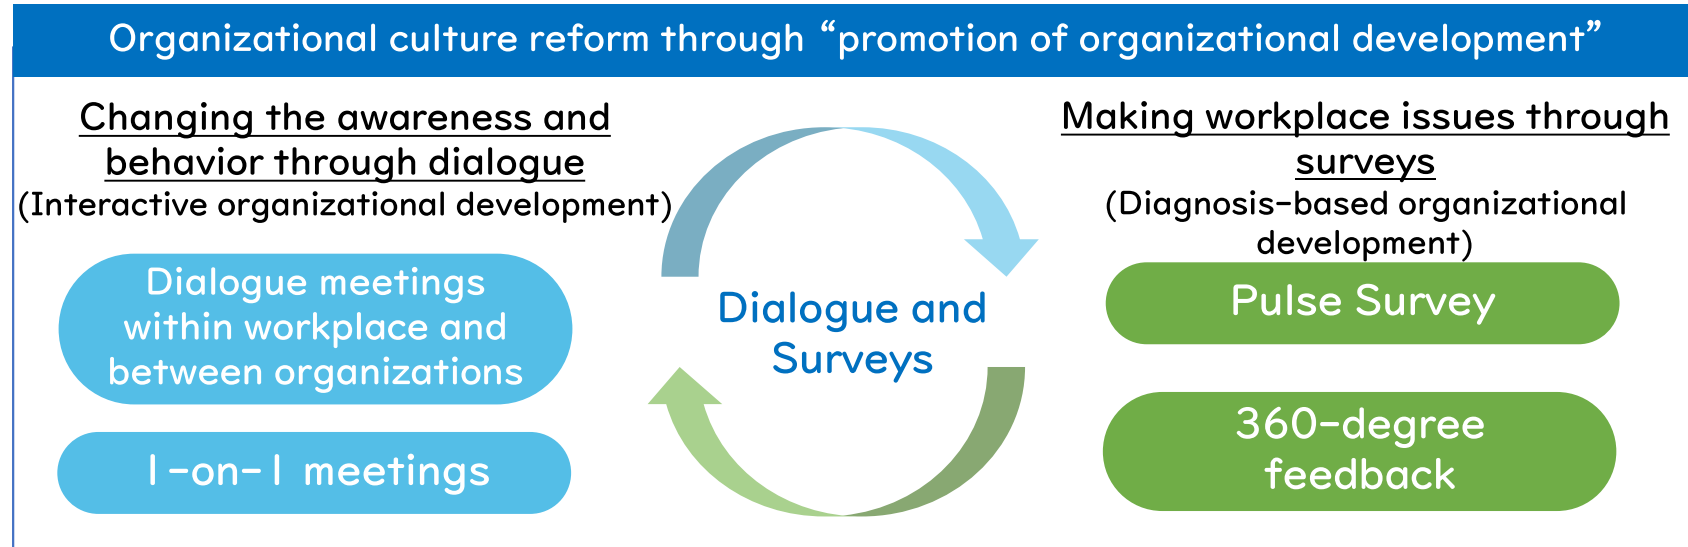 Organizational culture reform through “promotion of organizational development”
Changing the awareness and
behavior through dialogue
(Interactive organizational development)
Dialogue meetings
within workplace and
between organizations
1-on-1 meetings
Dialogue and
Surveys
Making workplace issues through
surveys
(Diagnosis-based organizational
development)
Pulse Survey
360-degree
feedback